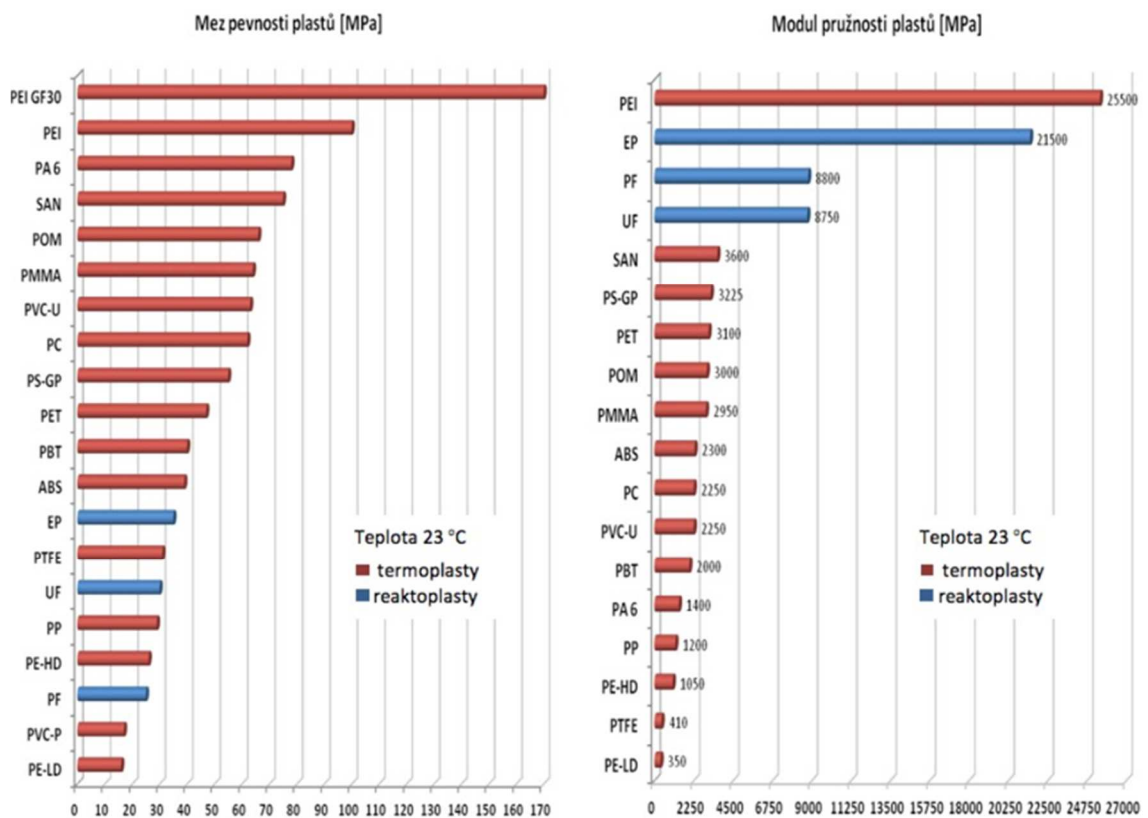 Mez pevnosti plastů [MPa]
PEI GF30
PEI
PA 6
SAN
POM
PMMA
PVC-U
PC
PS-GP
PET
PBT
ABS
EP
PTFE
UF
PP
PE-HD
PF
PVC-P
PE-LD
0 10 20 30 40 50 60 70 80 90 100 110 120 130 140 150 160 170
Teplota 23 °C
termoplasty
reaktoplasty
Modul pružnosti plastů [MPa]
PEI 25500
EP 21500
PF 8800
UF 8750
SAN 3600
PS-GP 3225
PET 3100
POM 3000
PMMA 2950
ABS 2300
PC 2250
PVC-U 2250
PBT 2000
PA 6 1400
PP 1200
PE-HD 1050
PTFE 410
PE-LD 350
0 2250 4500 6750 9000 11250 13500 15750 18000 20250 22500 24750 27000
Teplota 23 °C
termoplasty
reaktoplasty